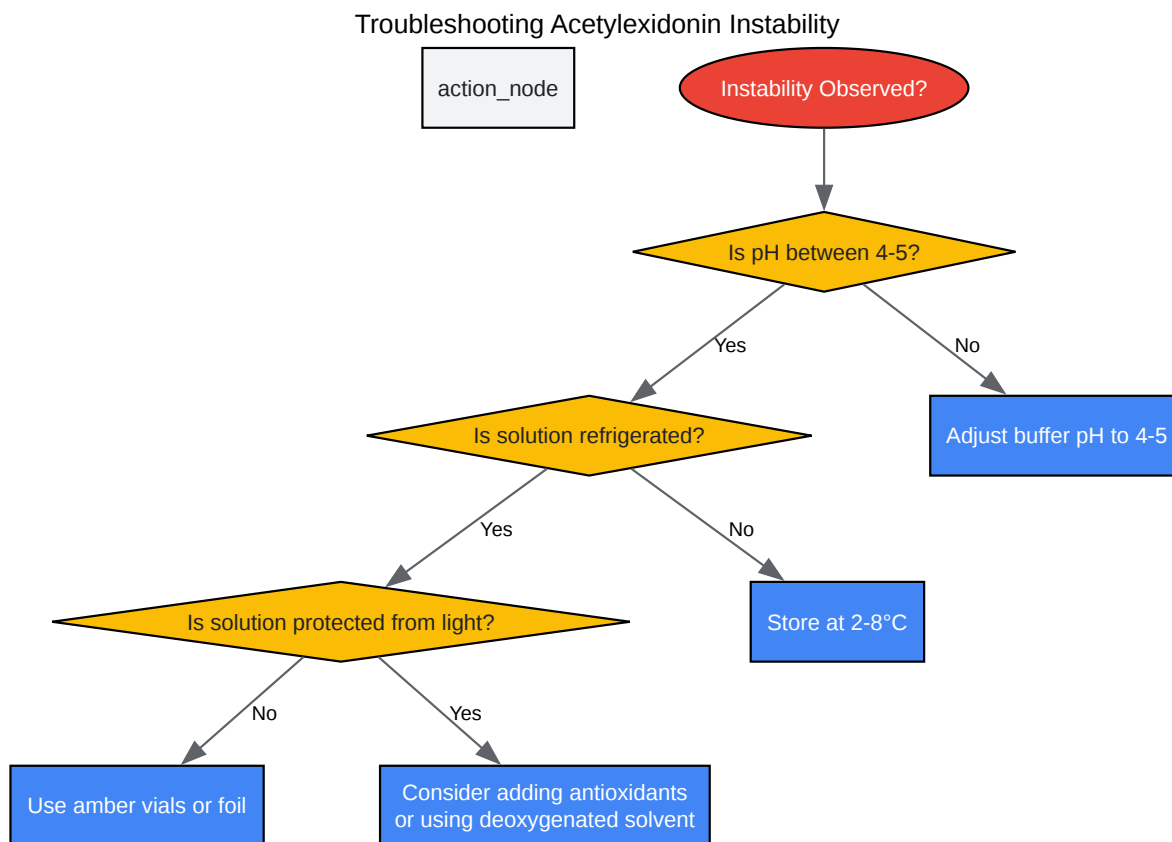 Troubleshooting Acetylexidonin Instability
action_node
Instability Observed?
Is pH between 4-5?
Yes
No
Is solution refrigerated?
Adjust buffer pH to 4-5
Yes
No
Is solution protected from light?
Store at 2-8°C
No
Yes
Use amber vials or foil
Consider adding antioxidants
or using deoxygenated solvent